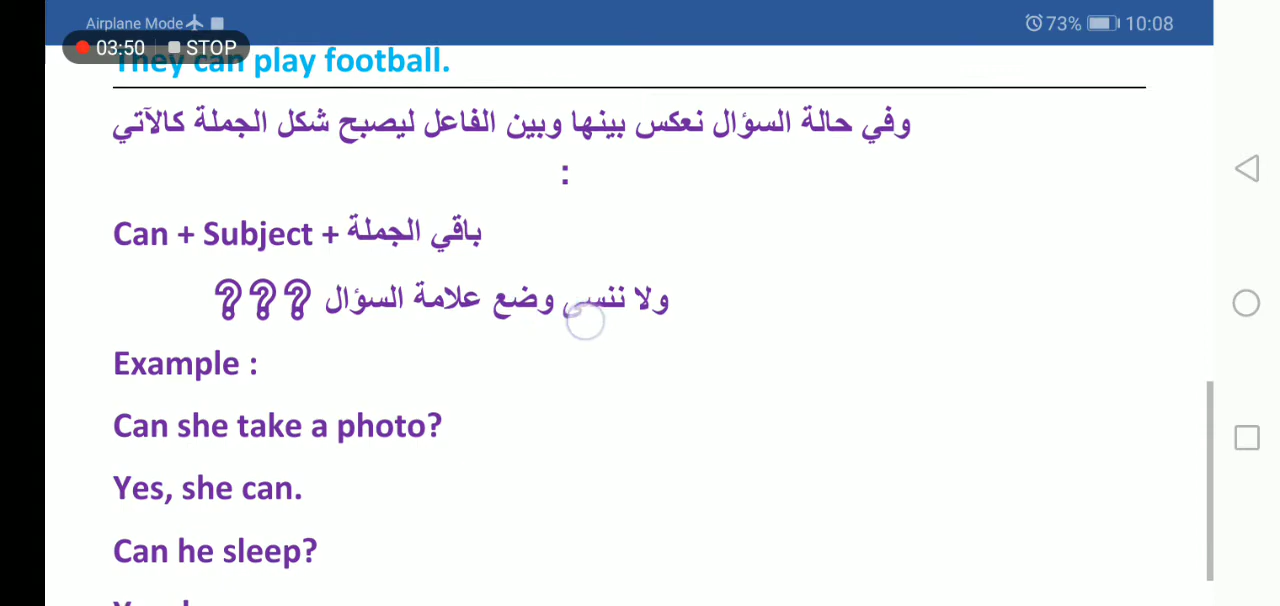 Airplane Mode
73% 10:08
03:50 STOP
They can play football.
وفي حالة السؤال نعكس بينها وبين الفاعل ليصبح شكل الجملة كالآتي
:
Can + Subject + باقي الجملة
ولا ننسى وضع علامة السؤال ???
Example :
Can she take a photo?
Yes, she can.
Can he sleep?